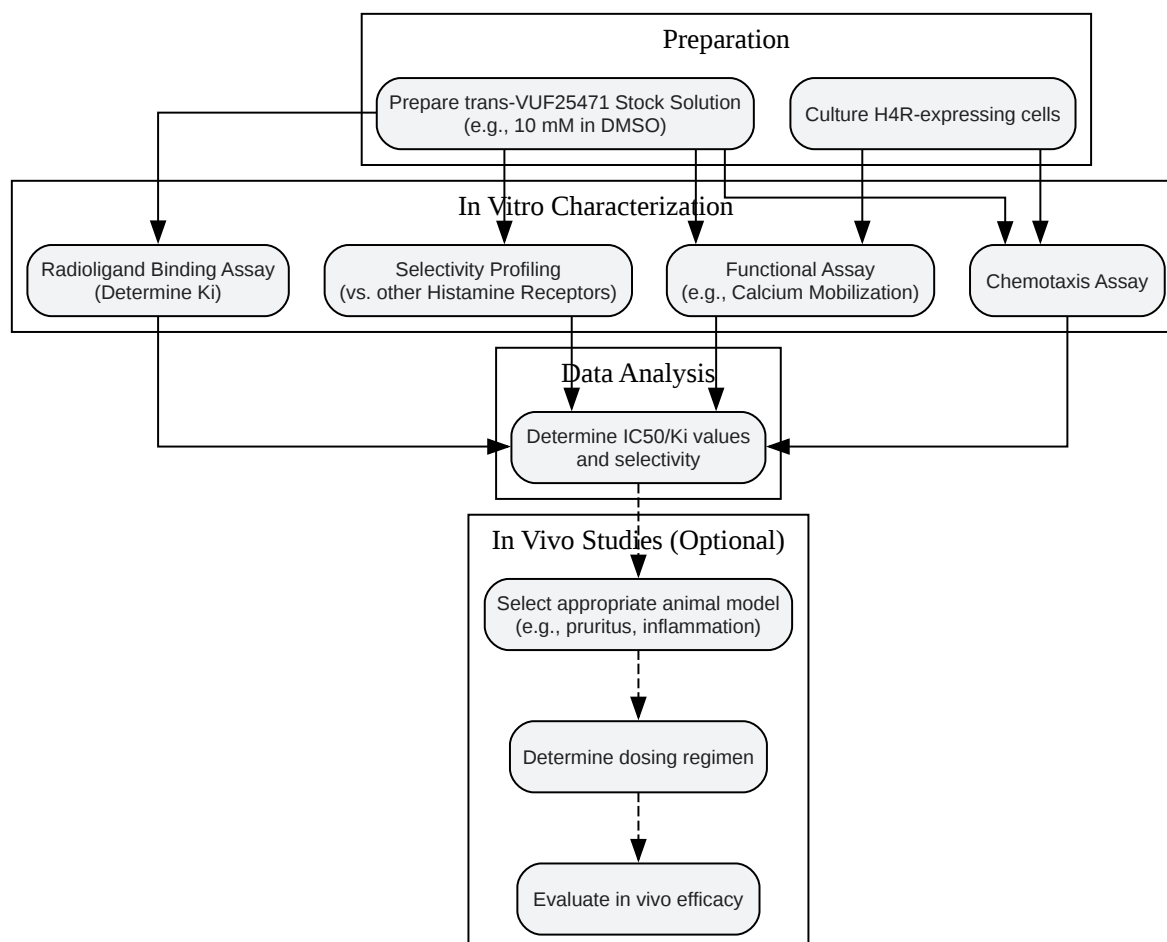 Preparation
Prepare trans-VUF25471 Stock Solution
(e.g., 10 mM in DMSO)
Culture H4R-expressing cells
In Vitro Characterization
Radioligand Binding Assay
(Determine Ki)
Selectivity Profiling
(vs. other Histamine Receptors)
Functional Assay
(e.g., Calcium Mobilization)
Chemotaxis Assay
Data Analysis
Determine IC50/Ki values
and selectivity
In Vivo Studies (Optional)
Select appropriate animal model
(e.g., pruritus, inflammation)
Determine dosing regimen
Evaluate in vivo efficacy